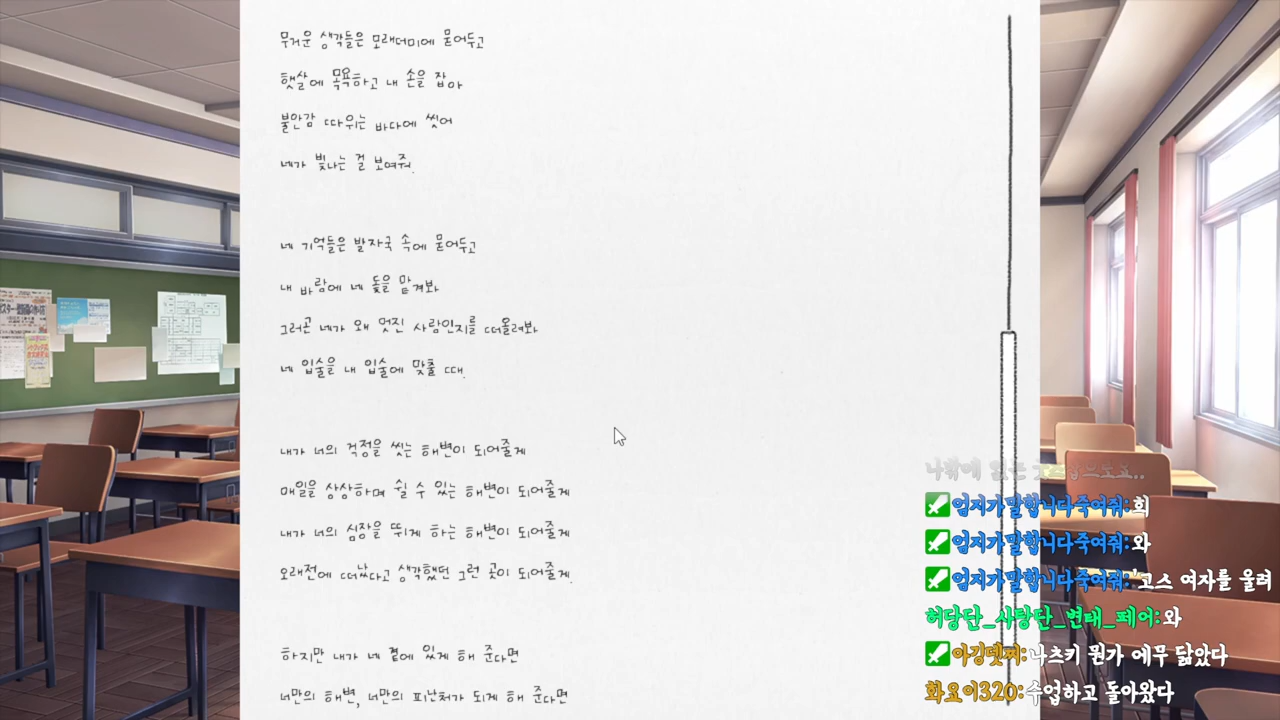 무거운 생각들은 모래더미에 묻어두고
햇살에 목욕하고 내 손을 잡아
불안감 따위는 바다에 씻어
네가 빛나는 걸 보여줘.
네 기억들은 발자국 속에 묻어두고
내 바람에 네 돛을 맡겨봐
그러곤 네가 왜 멋진 사람인지를 떠올려봐
네 입술을 내 입술에 맞출 때.
내가 너의 걱정을 씻는 해변이 되어줄게
매일을 상상하며 쉴 수 있는 해변이 되어줄게
내가 너의 심장을 뛰게 하는 해변이 되어줄게
오래전에 떠났다고 생각했던 그런 곳이 되어줄게.
하지만 내가 네 곁에 있게 해 준다면
너만의 해변, 너만의 피난처가 되게 해 준다면
엄지가말합니다죽여줘:희
엄지가말합니다죽여줘:와
엄지가말합니다죽여줘:'고스 여자를 울려
허당단_사탕단_변태_페어:와
아깅뎃찌:나츠키 뭔가 에무 닮았다
화요이320:수업하고 돌아왔다